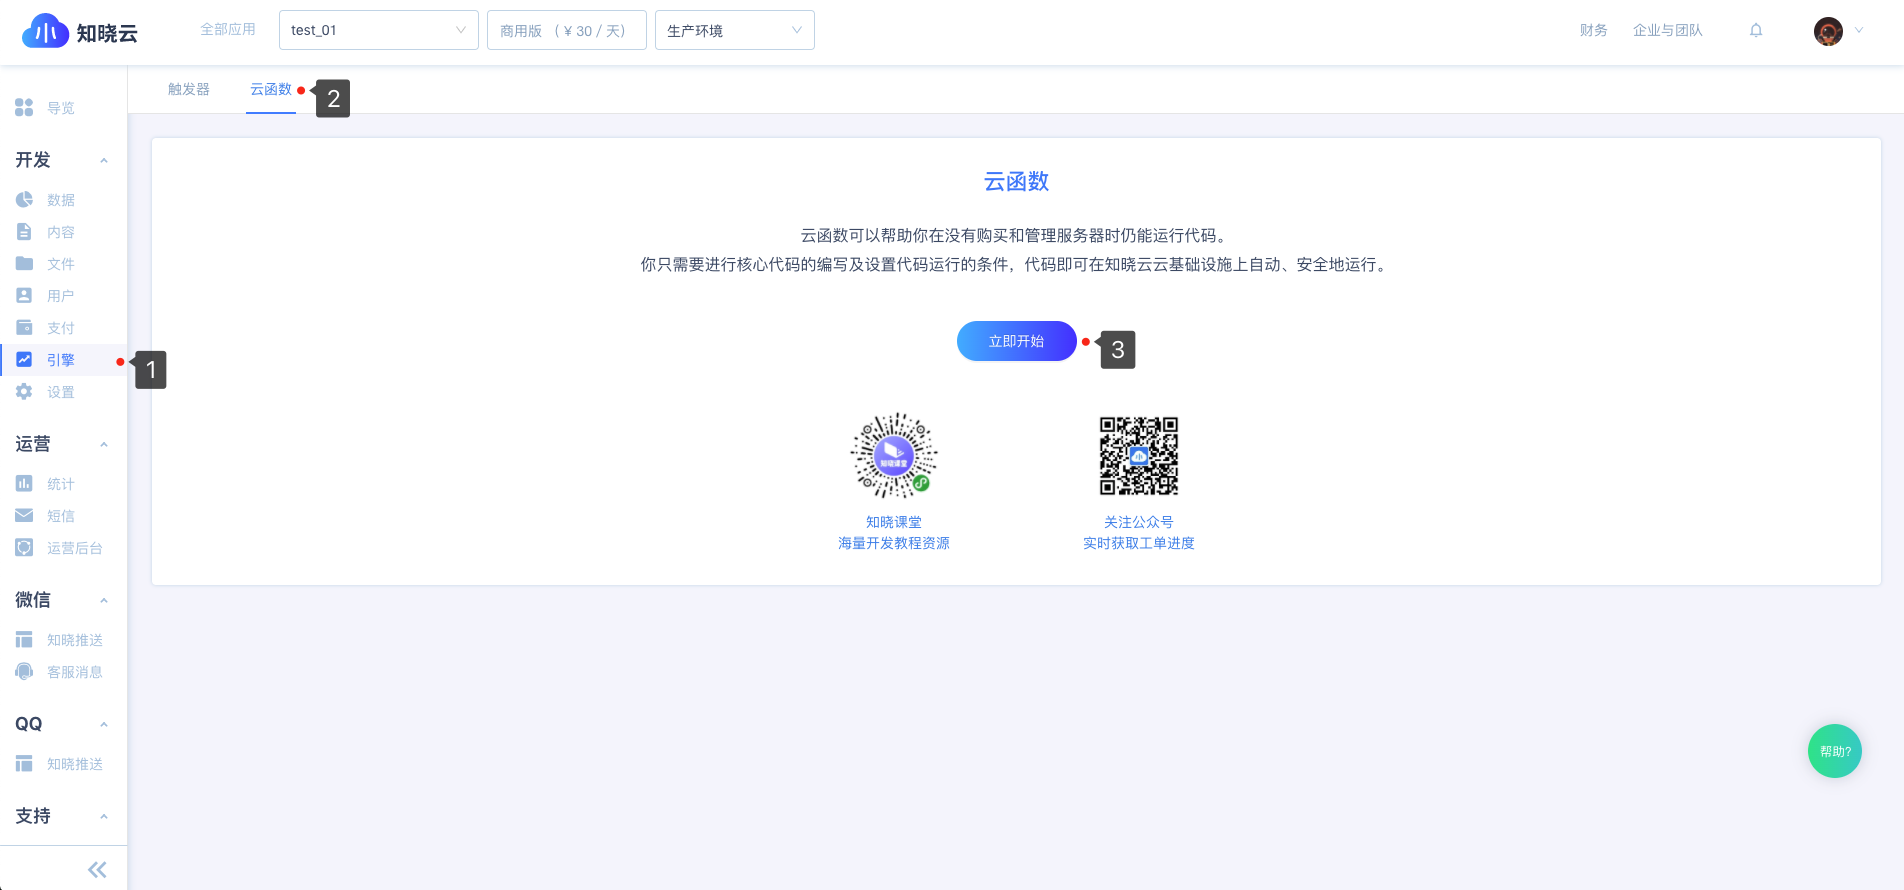 知晓云
全部应用
test_01
商用版 （¥ 30 / 天）
生产环境
财务
企业与团队
触发器
云函数
2
导览
开发
数据
内容
文件
用户
支付
引擎
1
设置
运营
统计
短信
运营后台
微信
知晓推送
客服消息
QQ
知晓推送
支持
云函数
云函数可以帮助你在没有购买和管理服务器时仍能运行代码。
你只需要进行核心代码的编写及设置代码运行的条件，代码即可在知晓云云基础设施上自动、安全地运行。
立即开始
3
知晓课堂
知晓课堂
海量开发教程资源
关注公众号
实时获取工单进度
帮助?